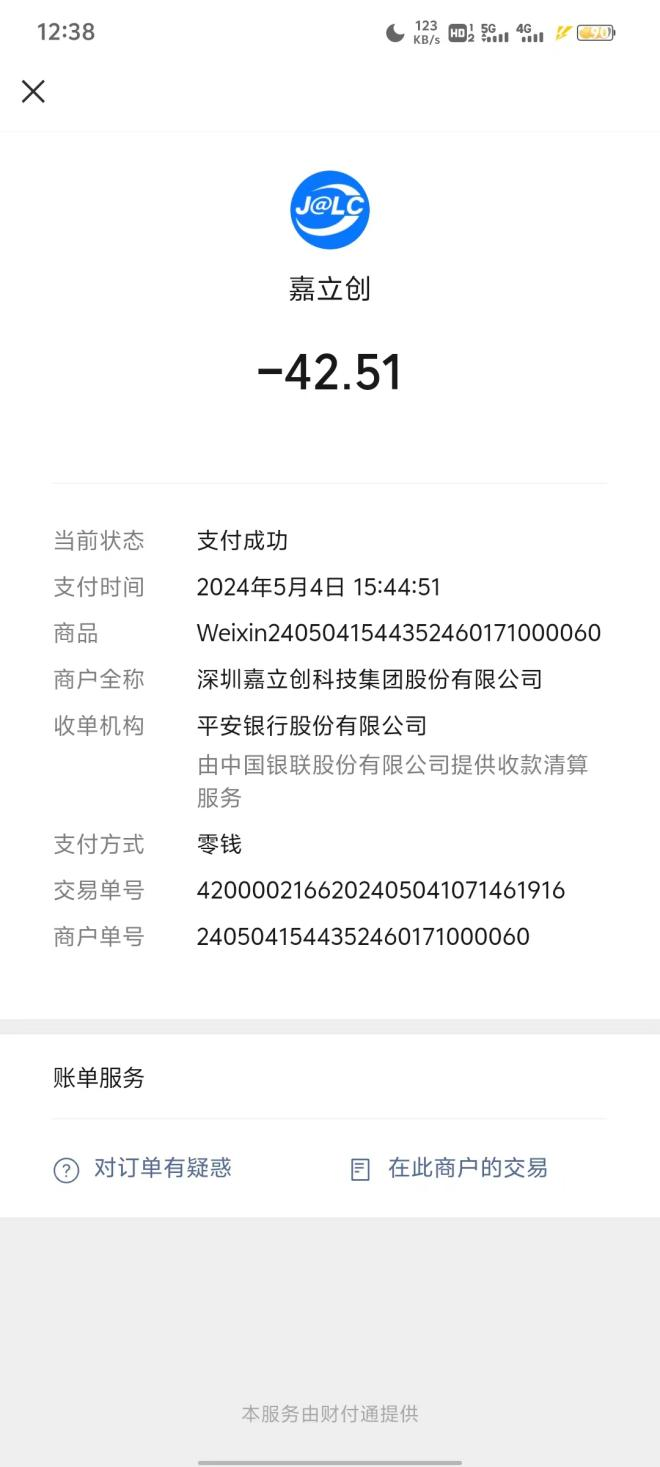 12:38
123 KB/s HD 1 2 5G 4G 90
J@LC
嘉立创
-42.51
当前状态 支付成功
支付时间 2024年5月4日 15:44:51
商品 Weixin2405041544352460171000060
商户全称 深圳嘉立创科技集团股份有限公司
收单机构 平安银行股份有限公司
由中国银联股份有限公司提供收款清算
服务
支付方式 零钱
交易单号 4200002166202405041071461916
商户单号 2405041544352460171000060
账单服务
对订单有疑惑 在此商户的交易
本服务由财付通提供